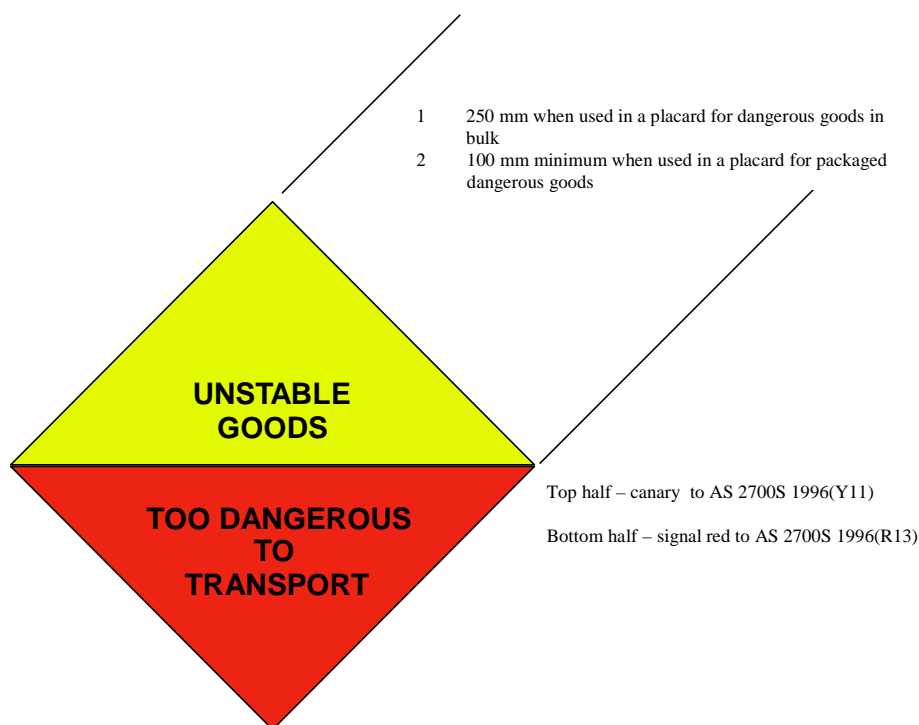 1 250 mm when used in a placard for dangerous goods in
bulk
2 100 mm minimum when used in a placard for packaged
dangerous goods
UNSTABLE
GOODS
TOO DANGEROUS
TO
TRANSPORT
Top half – canary to AS 2700S 1996(Y11)
Bottom half – signal red to AS 2700S 1996(R13)